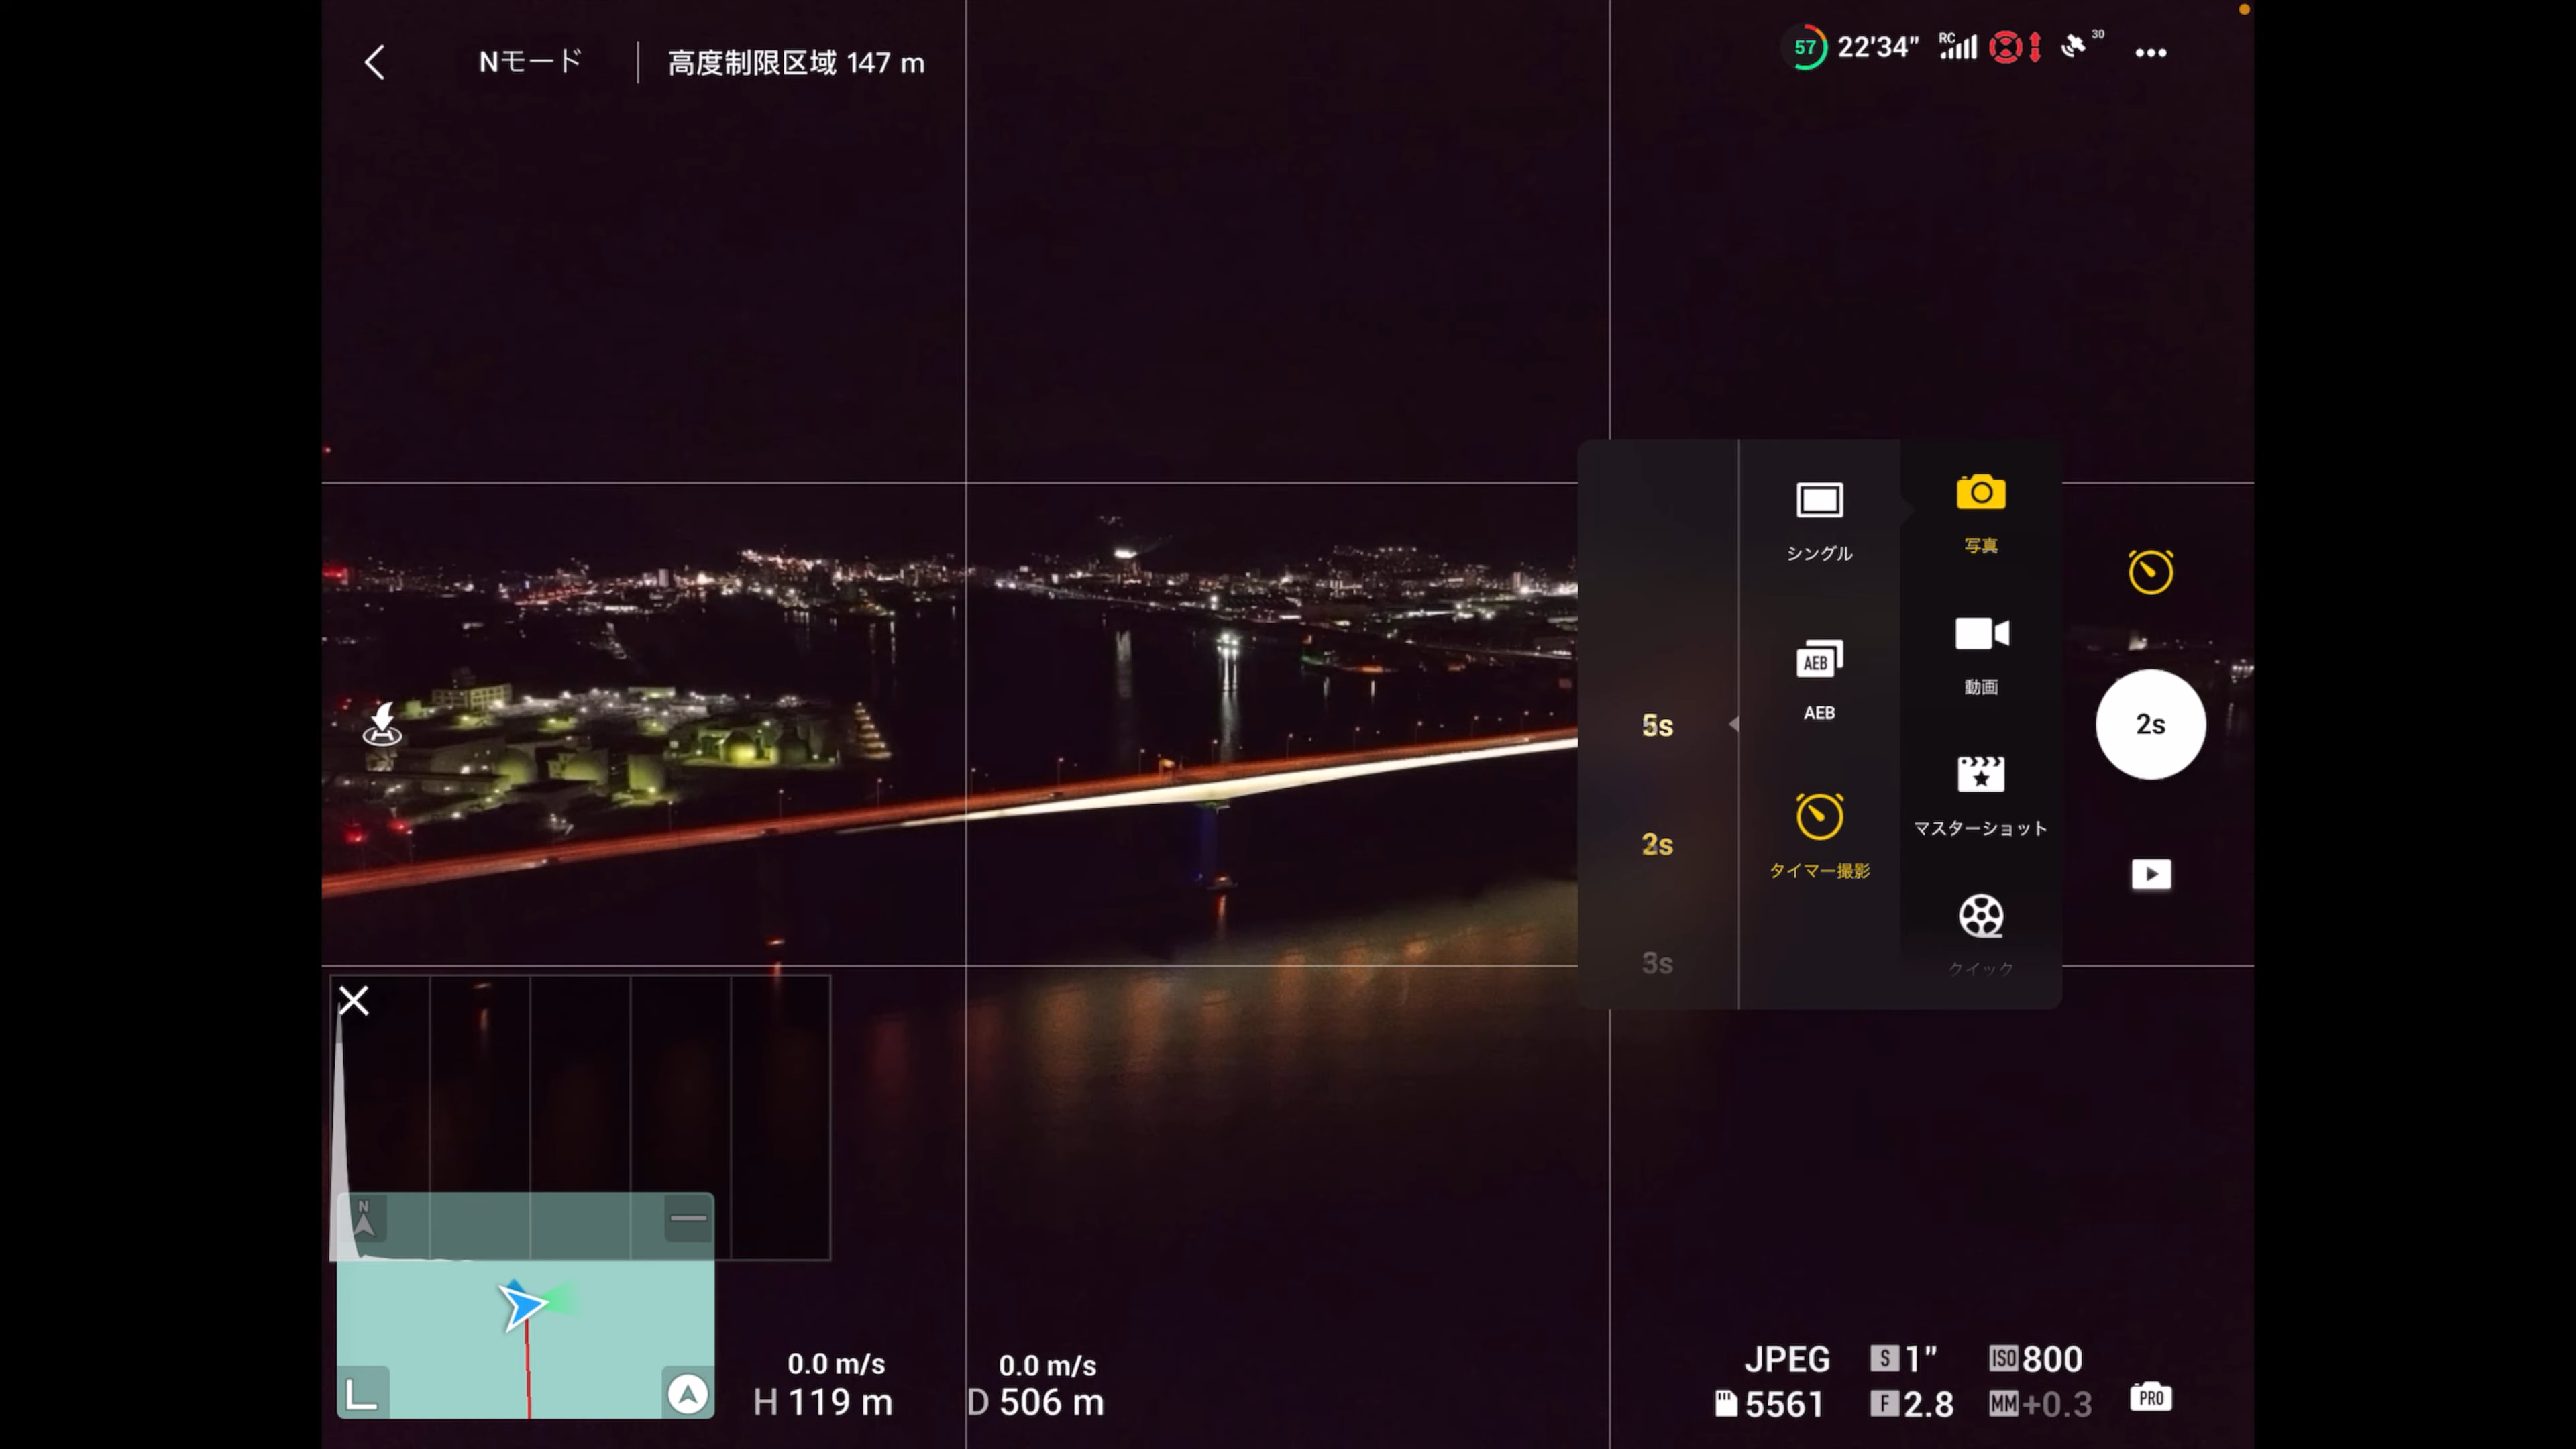 Nモード
高度制限区域 147 m
57 22'34" RC 30
シングル
AEB
AEB
タイマー撮影
写真
動画
マスターショット
クイック
5s
2s
3s
2s
N
0.0 m/s
H 119 m
0.0 m/s
D 506 m
JPEG S 1" ISO 800
5561 F 2.8 MM +0.3
PRO